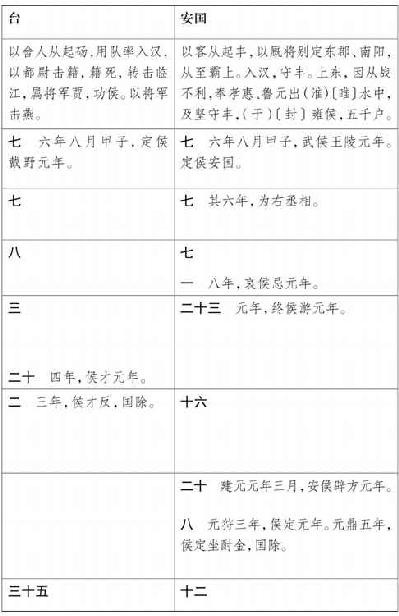 台
安国
以舍人从起砀，用队率入汉，
以都尉击籍，籍死，转击临
江，属将军贾，功侯。以将军
击燕。
以客从起丰，以厩将别定东郡、南阳，
从至霸上。入汉，守丰。上东，因从战
不利，奉孝惠、鲁元出（淮）〔睢〕水中，
及坚守丰，（于）〔封〕雍侯，五千户。
七　六年八月甲子，定侯
戴野元年。
七　六年八月甲子，武侯王陵元年。
定侯安国。
七
七　其六年，为右丞相。
八
七
一　八年，哀侯忌元年。
三
二十　四年，侯才元年。
二十三　元年，终侯游元年。
二　三年，侯才反，国除。
十六
二十　建元元年三月，安侯辟方元年。
八　元狩三年，侯定元年。元鼎五年，
侯定坐酎金，国除。
三十五
十二